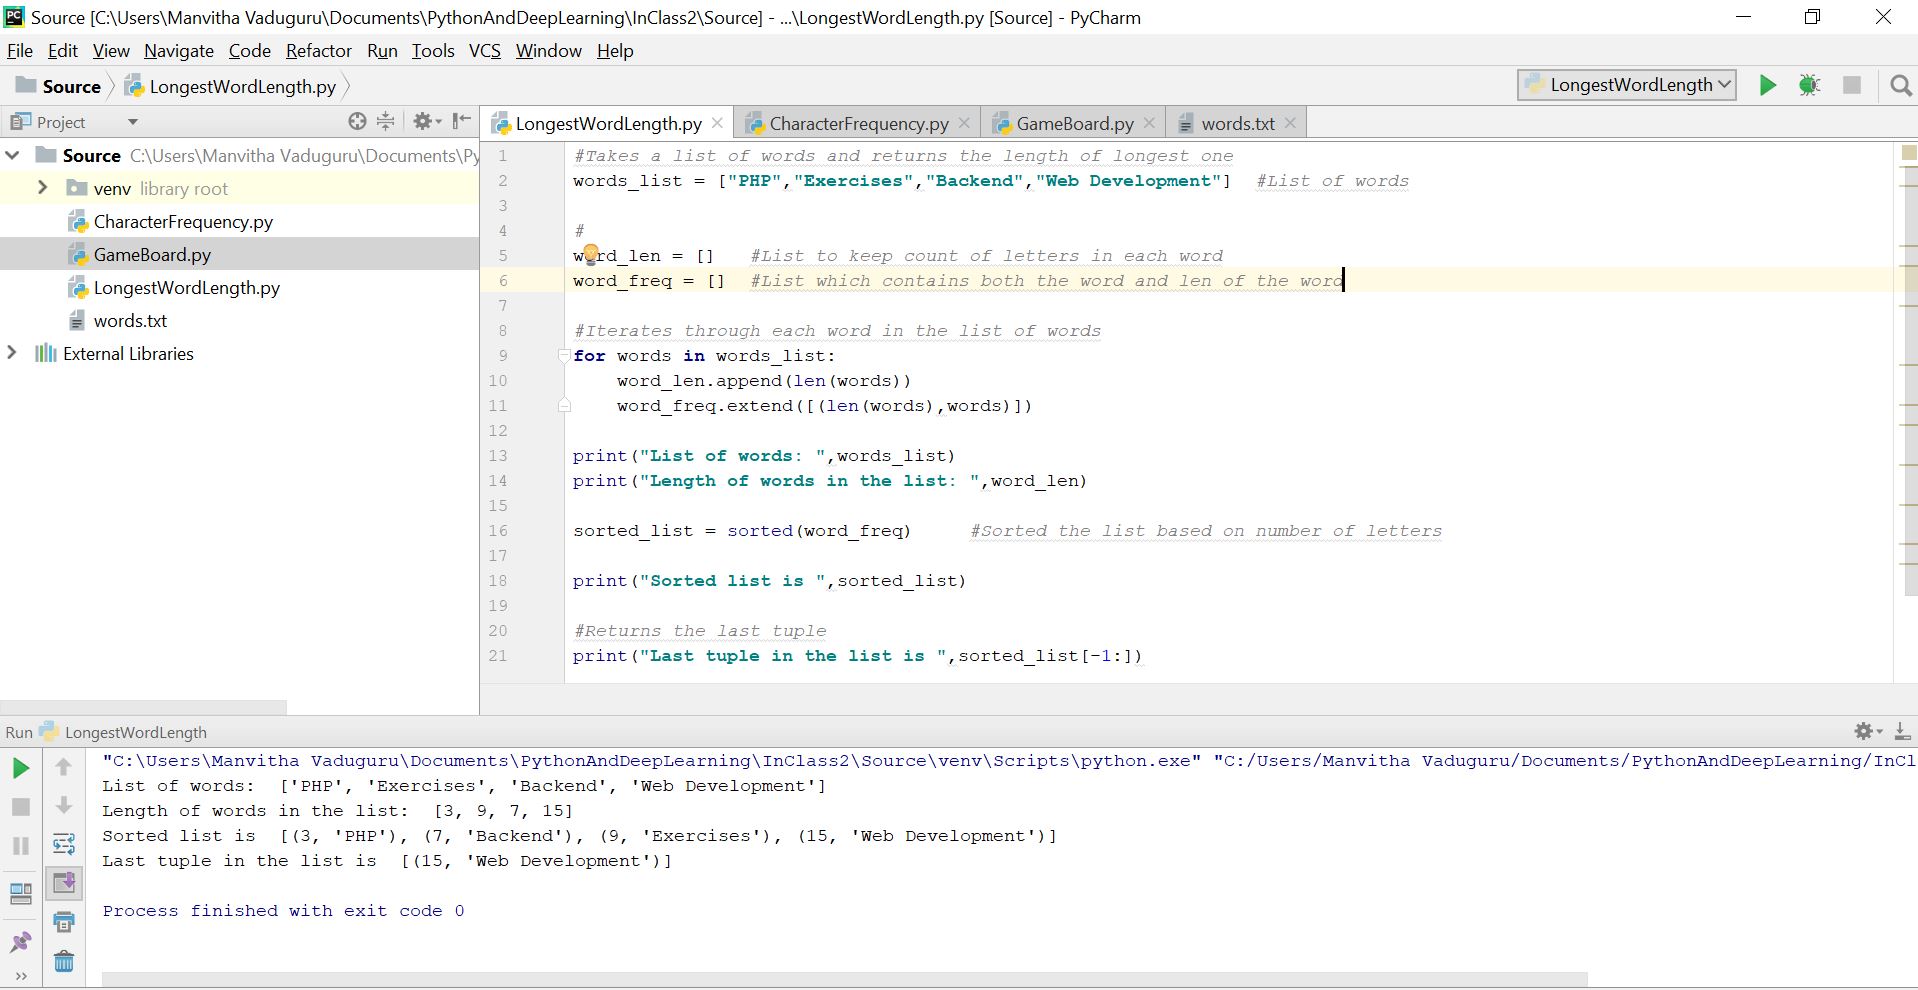 Source [C:\Users\Manvitha Vaduguru\Documents\PythonAndDeepLearning\InClass2\Source] - ...\LongestWordLength.py [Source] - PyCharm
File Edit View Navigate Code Refactor Run Tools VCS Window Help
Source LongestWordLength.py LongestWordLength
Project
LongestWordLength.py CharacterFrequency.py GameBoard.py words.txt
Source C:\Users\Manvitha Vaduguru\Documents\Py
venv library root
CharacterFrequency.py
GameBoard.py
LongestWordLength.py
words.txt
External Libraries
1 #Takes a list of words and returns the length of longest one
2 words_list = ["PHP","Exercises","Backend","Web Development"] #List of words
3
4 #
5 word_len = [] #List to keep count of letters in each word
6 word_freq = [] #List which contains both the word and len of the word
7
8 #Iterates through each word in the list of words
9 for words in words_list:
10 word_len.append(len(words))
11 word_freq.extend([(len(words),words)])
12
13 print("List of words: ",words_list)
14 print("Length of words in the list: ",word_len)
15
16 sorted_list = sorted(word_freq) #Sorted the list based on number of letters
17
18 print("Sorted list is ",sorted_list)
19
20 #Returns the last tuple
21 print("Last tuple in the list is ",sorted_list[-1:])
Run LongestWordLength
"C:\Users\Manvitha Vaduguru\Documents\PythonAndDeepLearning\InClass2\Source\venv\Scripts\python.exe" "C:/Users/Manvitha Vaduguru/Documents/PythonAndDeepLearning/InCl
List of words:  ['PHP', 'Exercises', 'Backend', 'Web Development']
Length of words in the list:  [3, 9, 7, 15]
Sorted list is  [(3, 'PHP'), (7, 'Backend'), (9, 'Exercises'), (15, 'Web Development')]
Last tuple in the list is  [(15, 'Web Development')]
Process finished with exit code 0